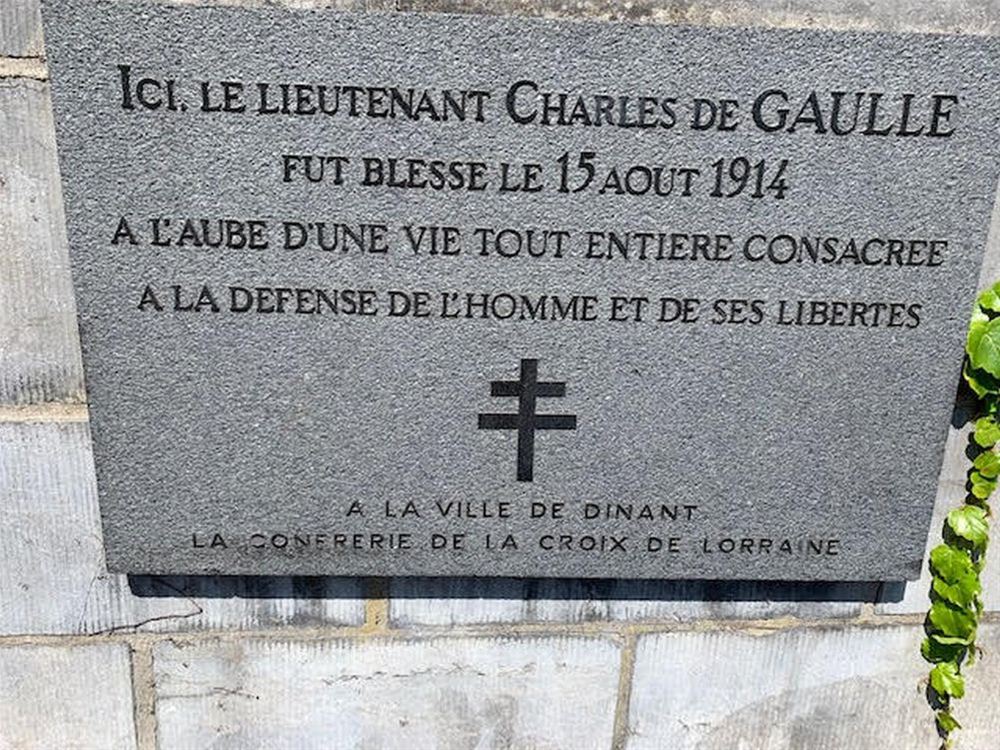 ICI, LE LIEUTENANT CHARLES DE GAULLE
FUT BLESSE LE 15 AOUT 1914
A L'AUBE D'UNE VIE TOUT ENTIERE CONSACREE
A LA DEFENSE DE L'HOMME ET DE SES LIBERTES
A LA VILLE DE DINANT
LA CONFRERIE DE LA CROIX DE LORRAINE